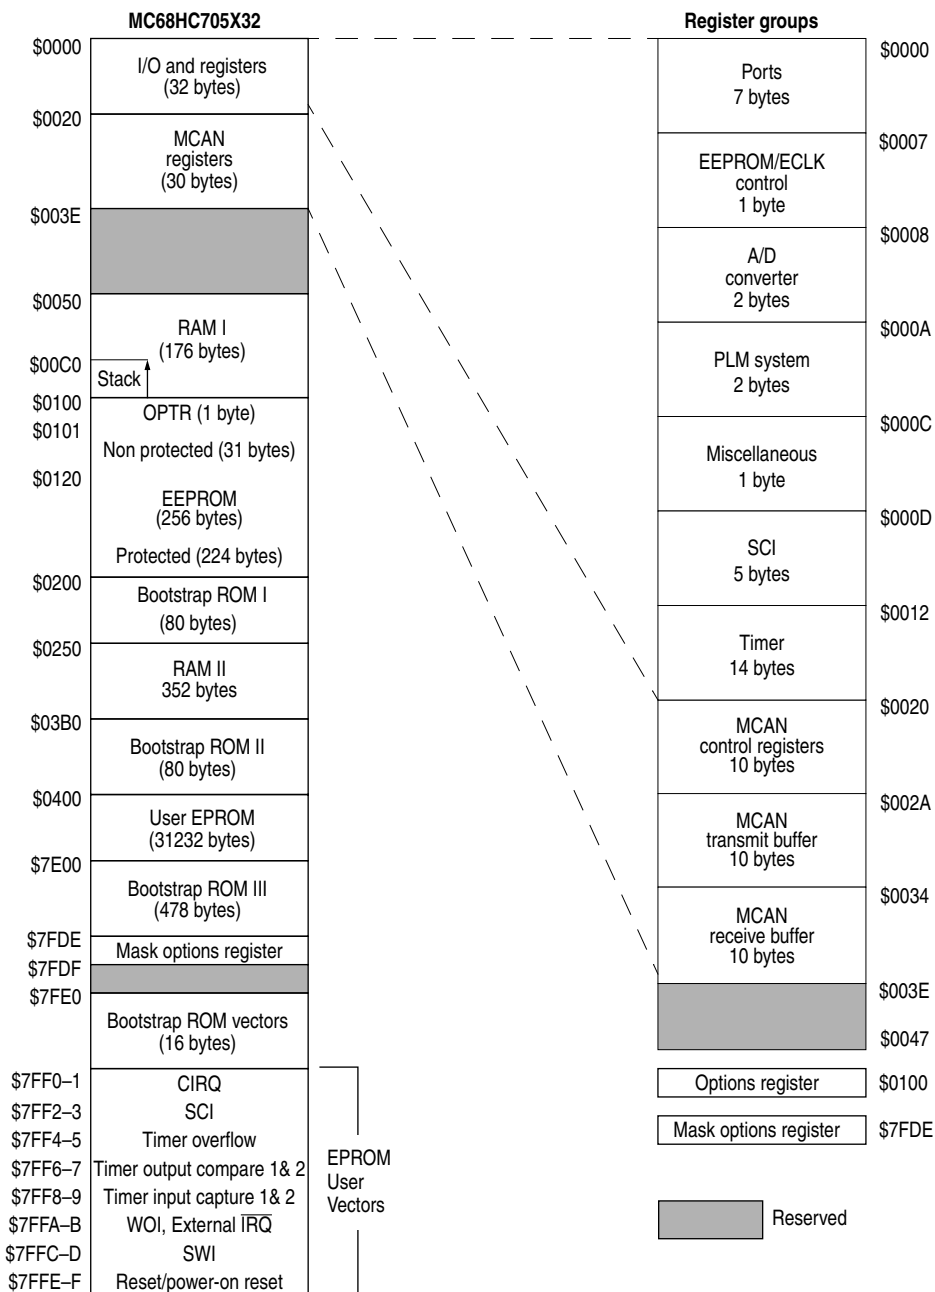 MC68HC705X32
$0000
I/O and registers
(32 bytes)
$0020
MCAN
registers
(30 bytes)
$003E
$0050
RAM I
(176 bytes)
$00C0
Stack
$0100
OPTR (1 byte)
$0101
Non protected (31 bytes)
$0120
EEPROM
(256 bytes)
Protected (224 bytes)
$0200
Bootstrap ROM I
(80 bytes)
$0250
RAM II
352 bytes
$03B0
Bootstrap ROM II
(80 bytes)
$0400
User EPROM
(31232 bytes)
$7E00
Bootstrap ROM III
(478 bytes)
$7FDE
Mask options register
$7FDF
$7FE0
Bootstrap ROM vectors
(16 bytes)
$7FF0–1 CIRQ
$7FF2–3 SCI
$7FF4–5 Timer overflow
$7FF6–7 Timer output compare 1& 2
$7FF8–9 Timer input capture 1& 2
$7FFA–B WOI, External IRQ
$7FFC–D SWI
$7FFE–F Reset/power-on reset
EPROM
User
Vectors
Register groups
$0000
Ports
7 bytes
$0007
EEPROM/ECLK
control
1 byte
$0008
A/D
converter
2 bytes
$000A
PLM system
2 bytes
$000C
Miscellaneous
1 byte
$000D
SCI
5 bytes
$0012
Timer
14 bytes
$0020
MCAN
control registers
10 bytes
$002A
MCAN
transmit buffer
10 bytes
$0034
MCAN
receive buffer
10 bytes
$003E
$0047
Options register $0100
Mask options register $7FDE
Reserved